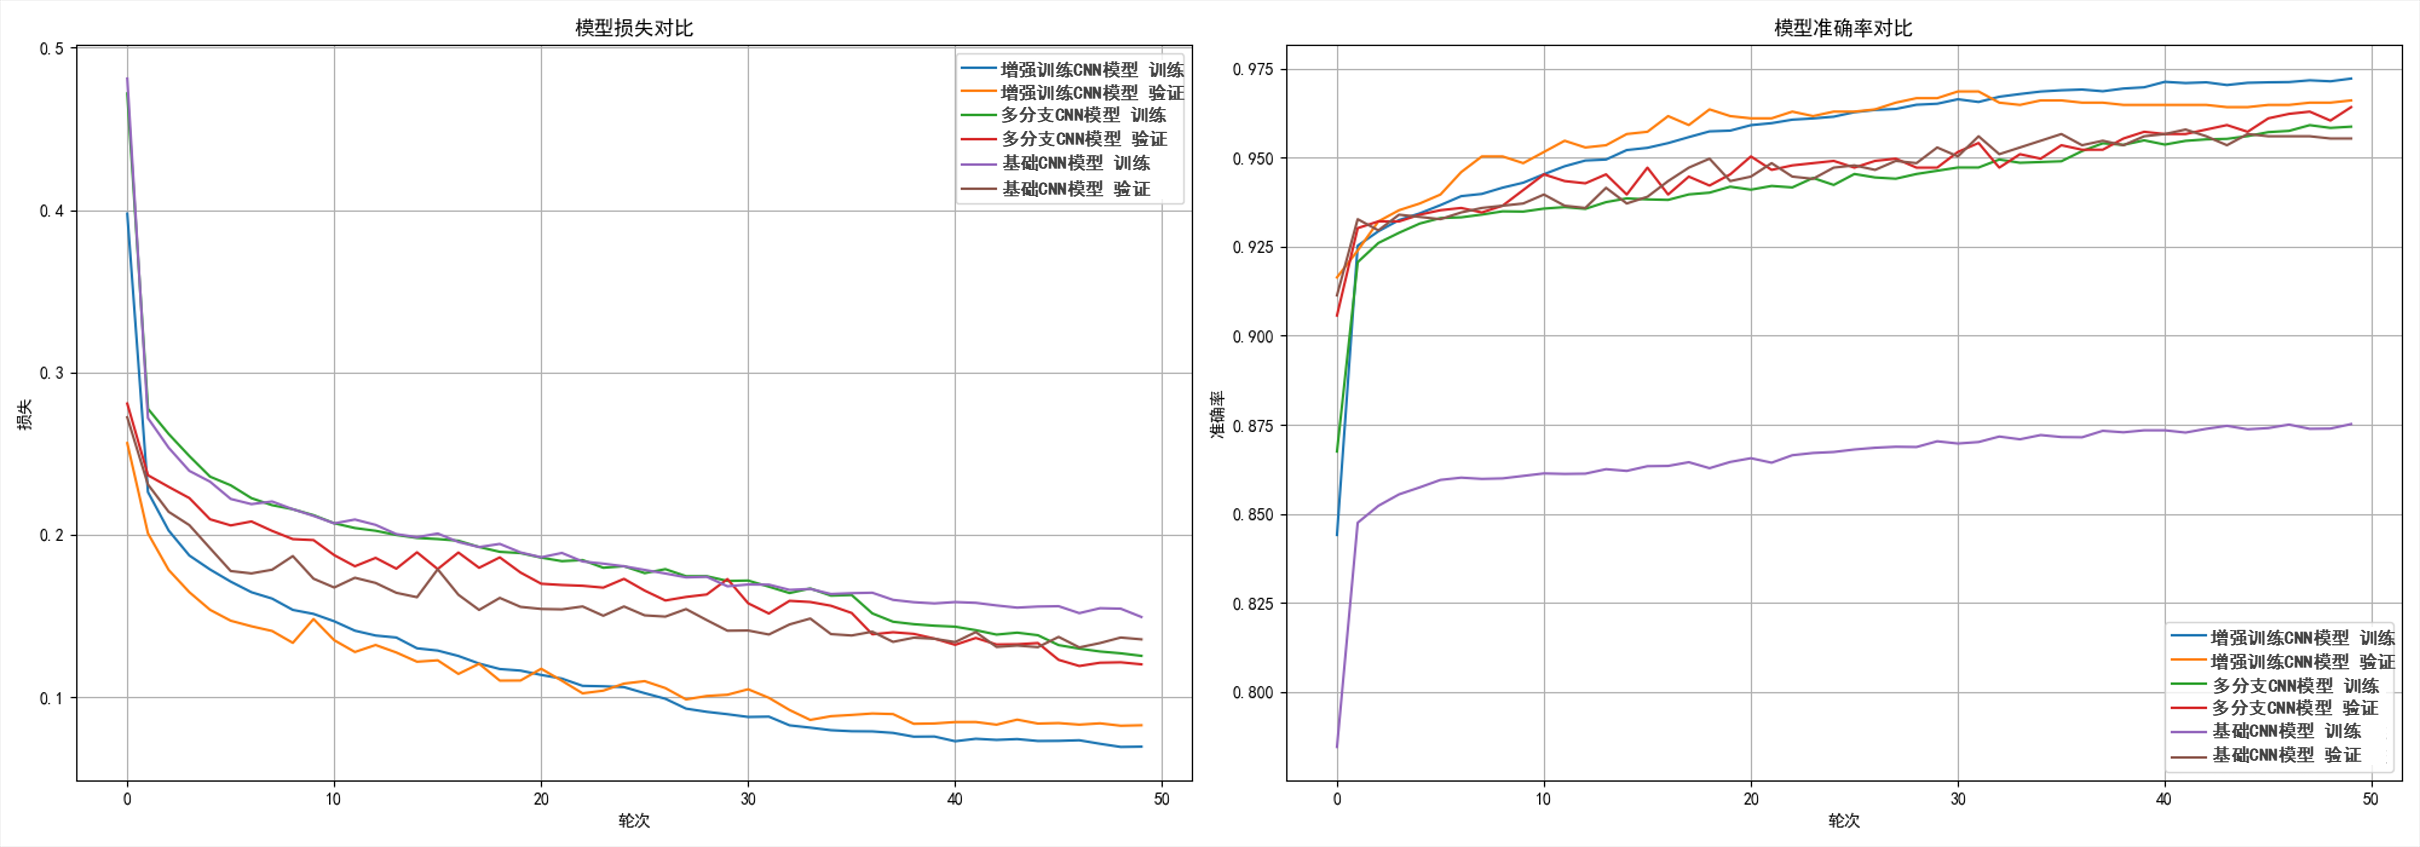 模型损失对比
0.5
0.4
0.3
0.2
0.1
损失
0 10 20 30 40 50
轮次
增强训练CNN模型 训练
增强训练CNN模型 验证
多分支CNN模型 训练
多分支CNN模型 验证
基础CNN模型 训练
基础CNN模型 验证
模型准确率对比
0.975
0.950
0.925
0.900
0.875
0.850
0.825
0.800
准确率
0 10 20 30 40 50
轮次
增强训练CNN模型 训练
增强训练CNN模型 验证
多分支CNN模型 训练
多分支CNN模型 验证
基础CNN模型 训练
基础CNN模型 验证